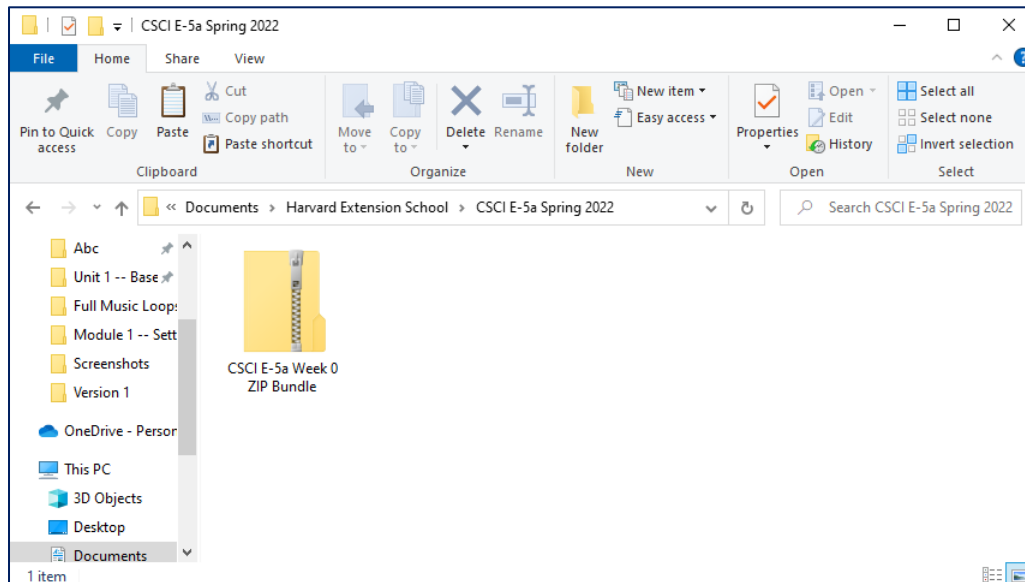 CSCI E-5a Spring 2022
File Home Share View
Pin to Quick access
Copy
Paste
Cut
Copy path
Paste shortcut
Clipboard
Move to
Copy to
Delete
Rename
Organize
New folder
New item
Easy access
New
Properties
Open
Edit
History
Open
Select all
Select none
Invert selection
Select
« Documents > Harvard Extension School > CSCI E-5a Spring 2022
Search CSCI E-5a Spring 2022
Abc
Unit 1 -- Base
Full Music Loop
Module 1 -- Sett
Screenshots
Version 1
OneDrive - Person
This PC
3D Objects
Desktop
Documents
CSCI E-5a Week 0
ZIP Bundle
1 item